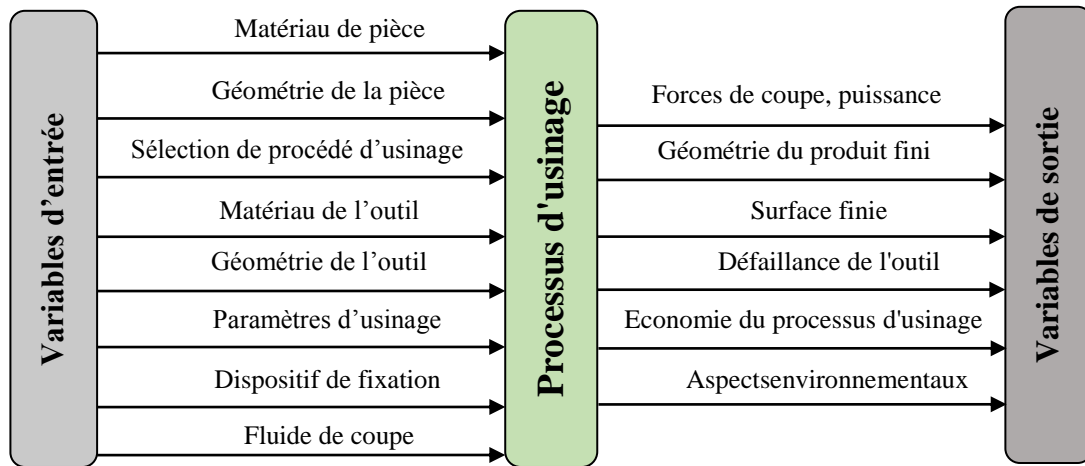 Variables d’entrée
Matériau de pièce
Géométrie de la pièce
Sélection de procédé d’usinage
Matériau de l’outil
Géométrie de l’outil
Paramètres d’usinage
Dispositif de fixation
Fluide de coupe
Processus d'usinage
Forces de coupe, puissance
Géométrie du produit fini
Surface finie
Défaillance de l'outil
Economie du processus d'usinage
Aspectsenvironnementaux
Variables de sortie